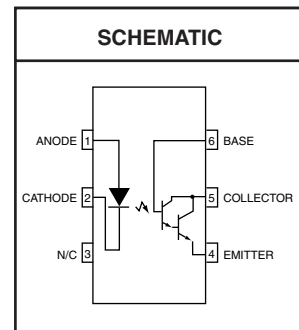 SCHEMATIC
ANODE 1
6 BASE
CATHODE 2
5 COLLECTOR
N/C 3
4 EMITTER